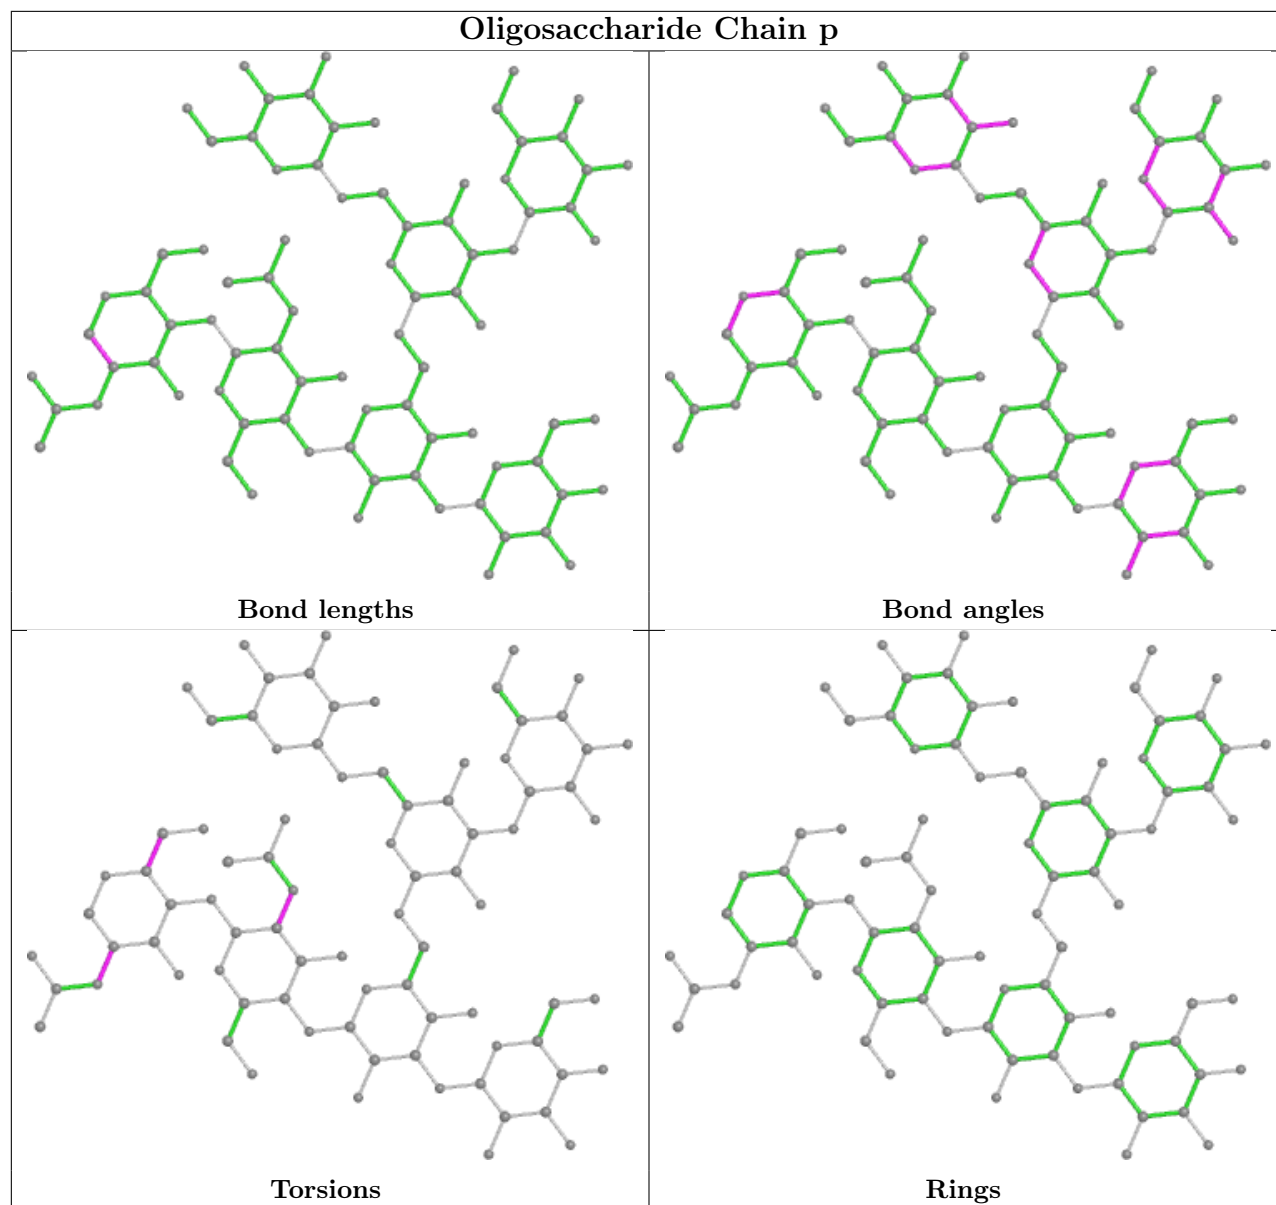 Oligosaccharide Chain p
Bond lengths
Bond angles
Torsions
Rings